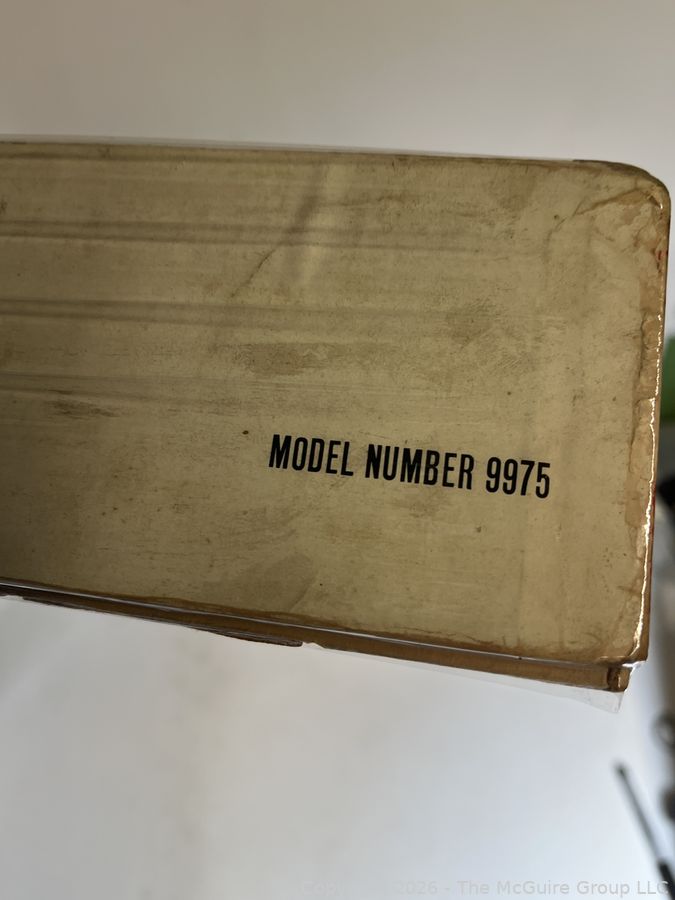 MODEL NUMBER 9975
Copyright 2026 - The McGuire Group LLC